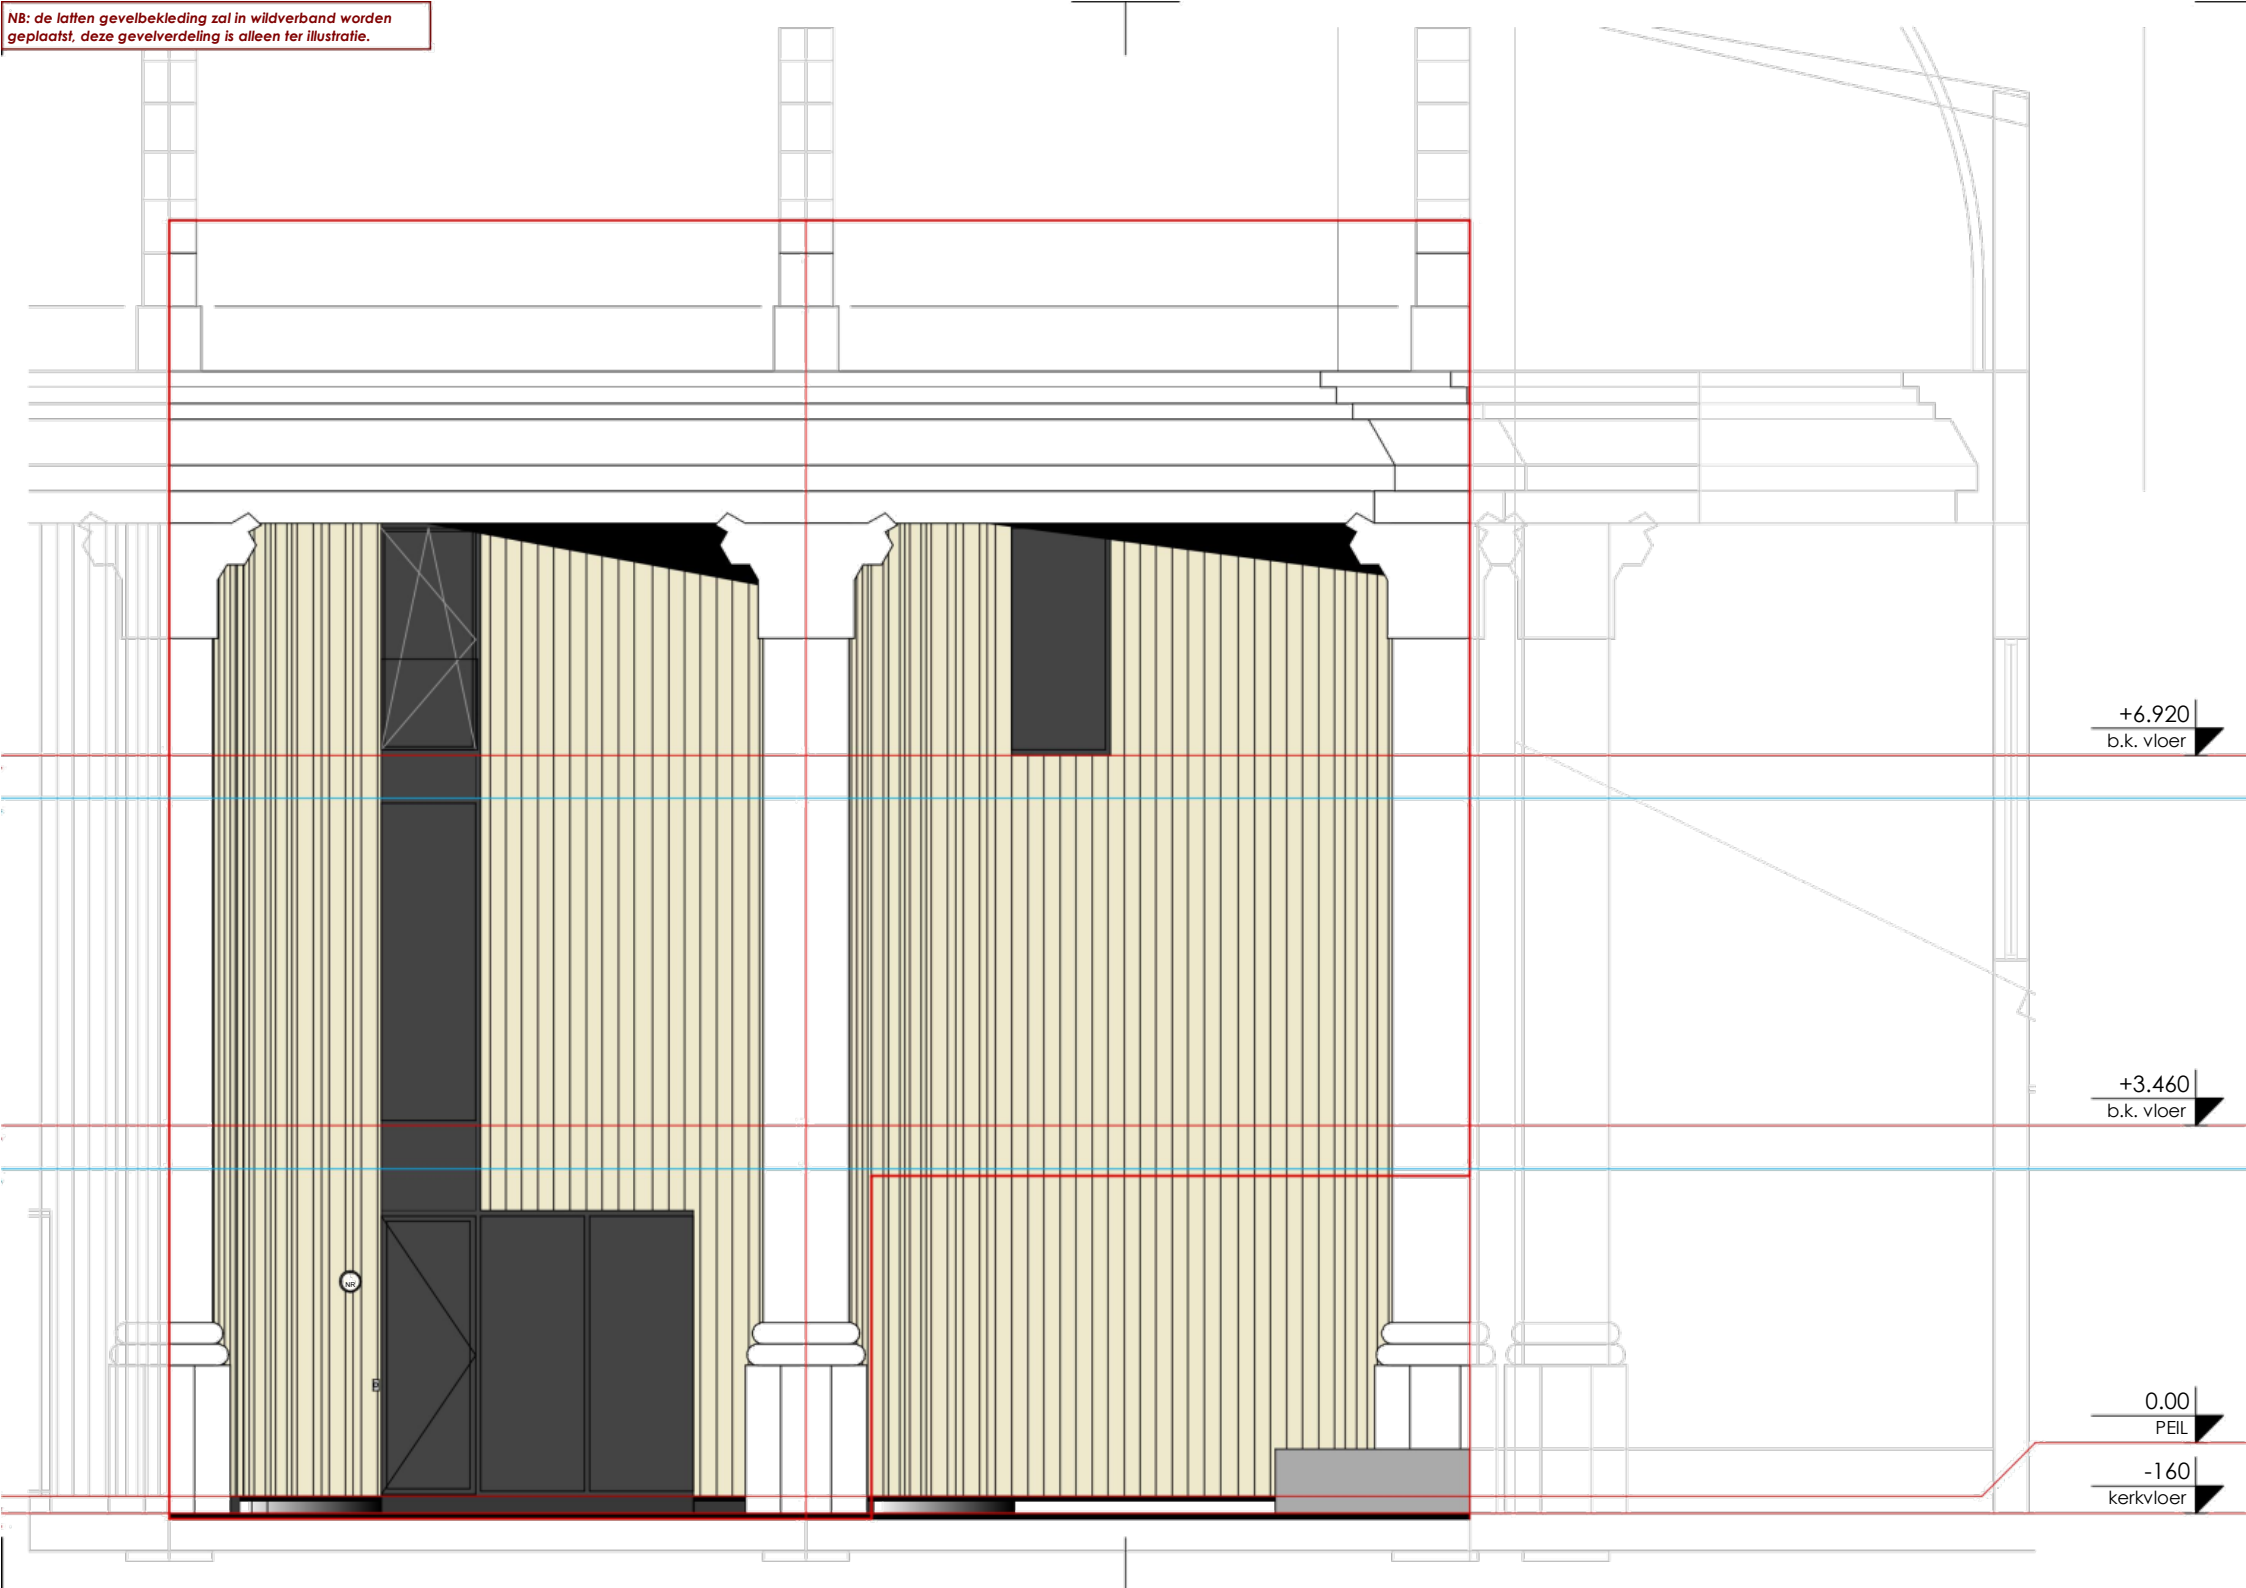 NB: de latten gevelbekleding zal in wildverband worden
geplaatst, deze gevelverdeling is alleen ter illustratie.
+6.920
b.k. vloer
+3.460
b.k. vloer
NR
0.00
PEIL
-160
kerkvloer